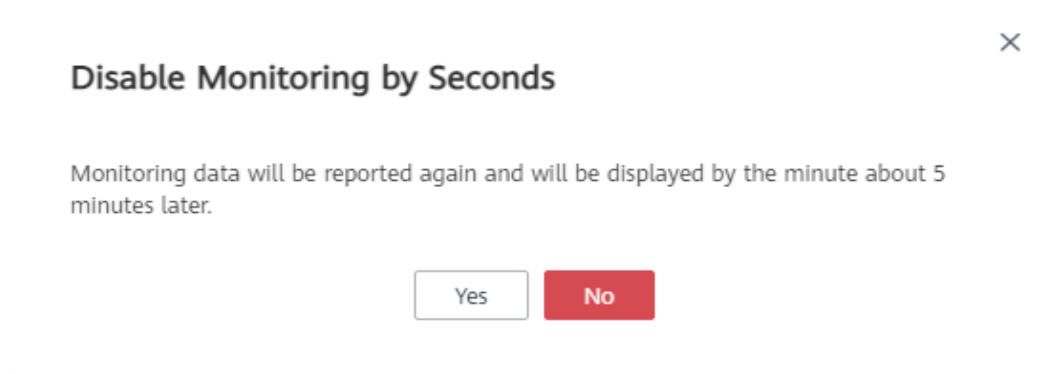 Disable Monitoring by Seconds
Monitoring data will be reported again and will be displayed by the minute about 5
minutes later.
Yes
No